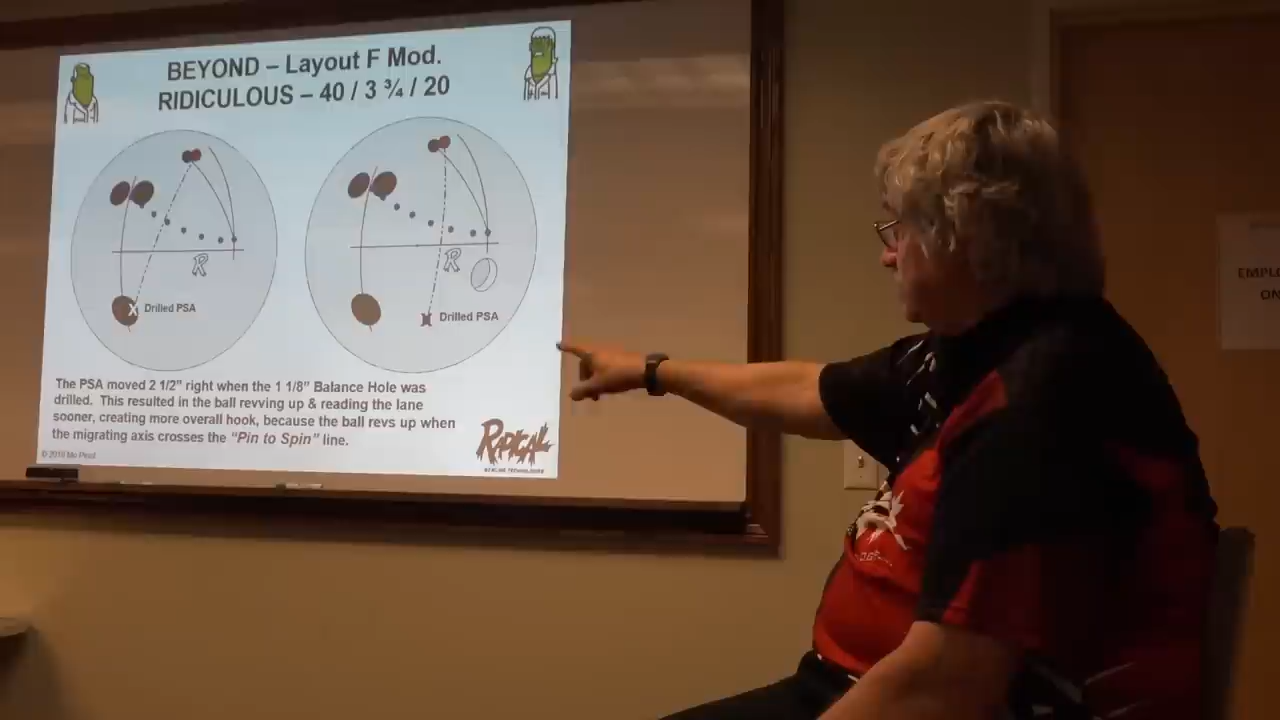 BEYOND – Layout F Mod.
RIDICULOUS – 40 / 3 ¾ / 20
R
X Drilled PSA
R
X Drilled PSA
The PSA moved 2 1/2" right when the 1 1/8" Balance Hole was
drilled. This resulted in the ball revving up & reading the lane
sooner, creating more overall hook, because the ball revs up when
the migrating axis crosses the "Pin to Spin" line.
RADICAL
EMPLO
ON